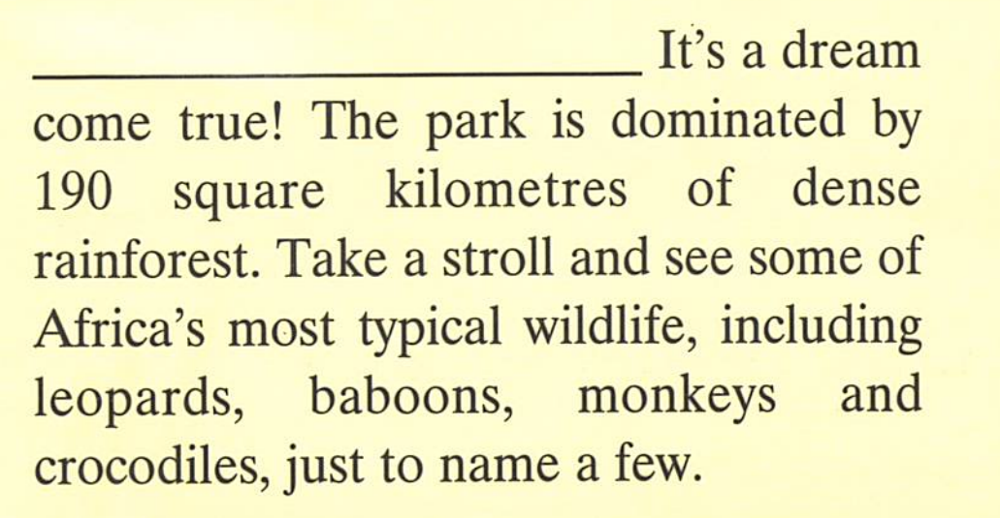 It's a dream
come true! The park is dominated by
190 square kilometres of dense
rainforest. Take a stroll and see some of
Africa's most typical wildlife, including
leopards, baboons, monkeys and
crocodiles, just to name a few.